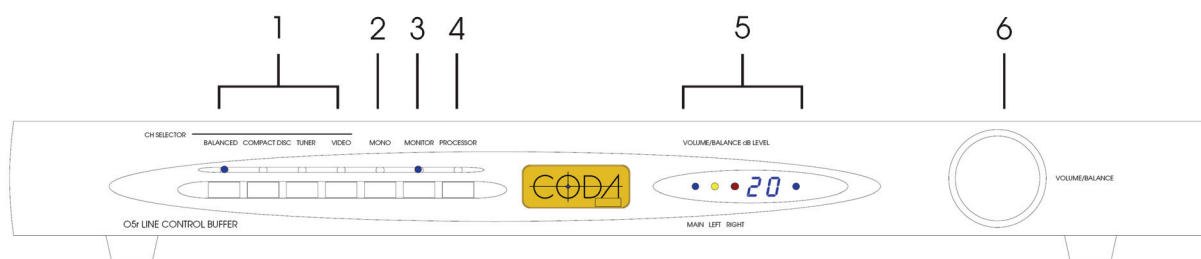 1 2 3 4 5 6
CH SELECTOR
BALANCED COMPACT DISC TUNER VIDEO MONO MONITOR PROCESSOR
VOLUME/BALANCE dB LEVEL
CODA
20
VOLUME/BALANCE
O5r LINE CONTROL BUFFER
MAIN LEFT RIGHT